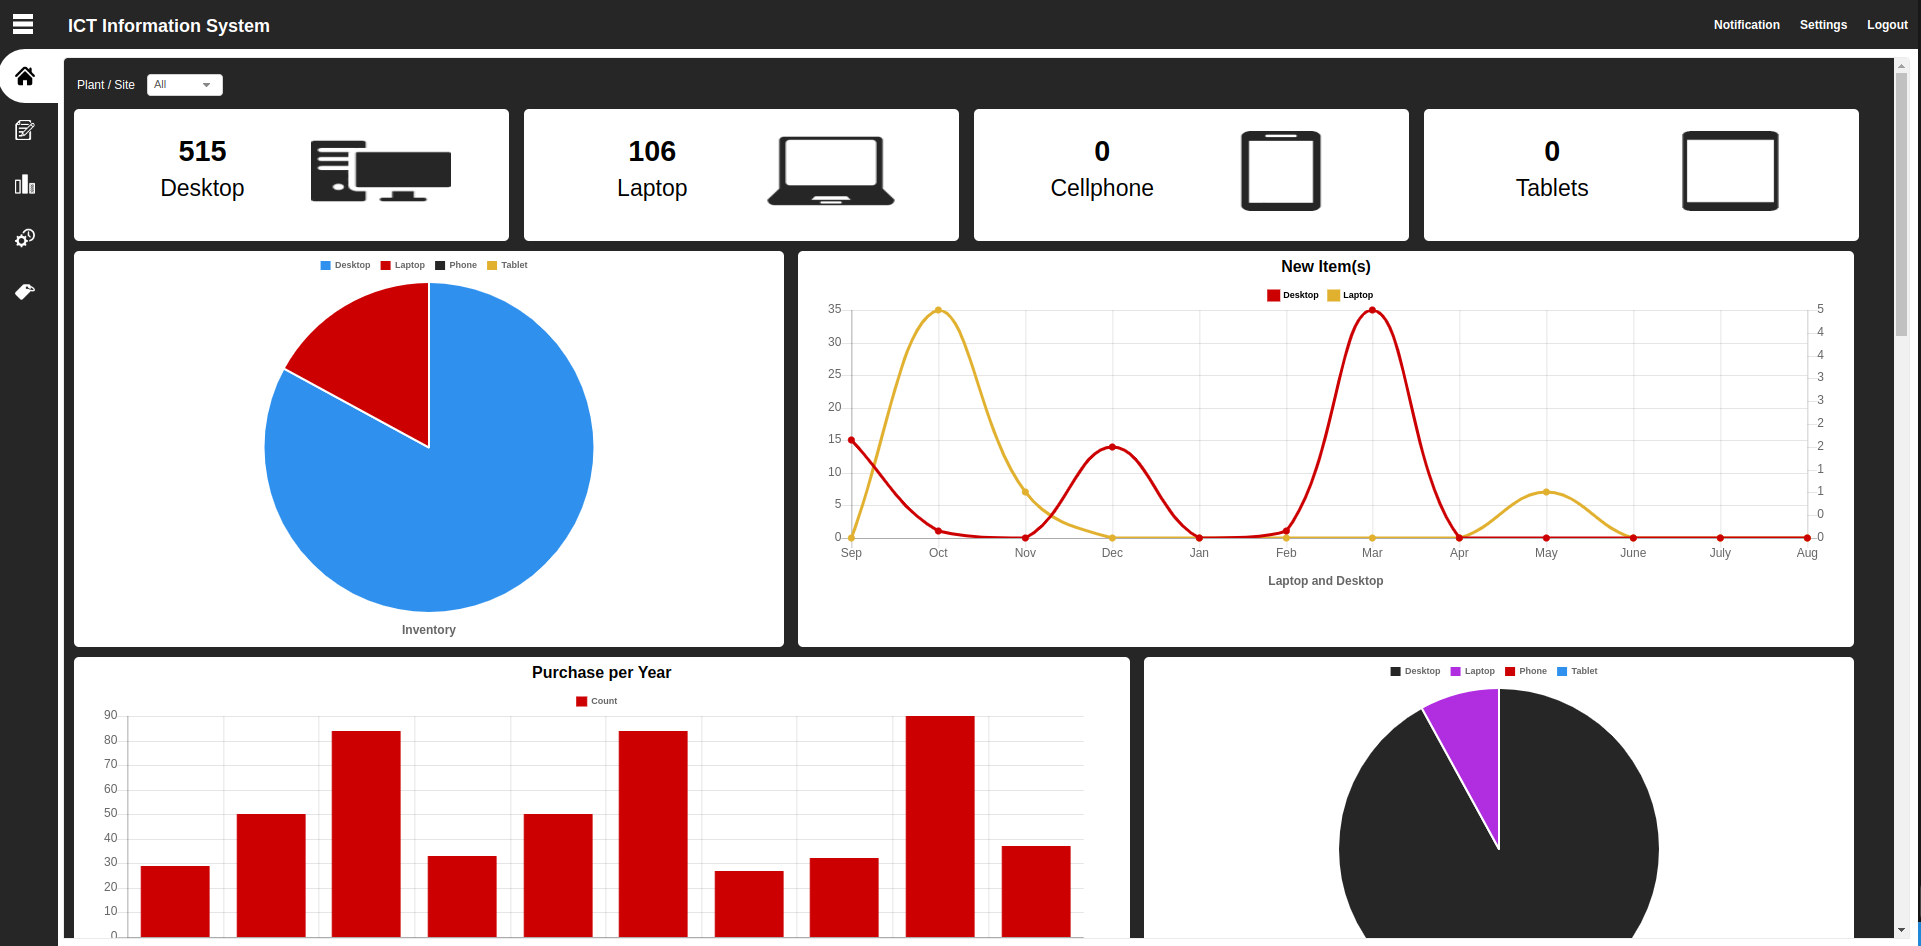 ICT Information System
Notification Settings Logout
Plant / Site All
515
Desktop
106
Laptop
0
Cellphone
0
Tablets
Desktop Laptop Phone Tablet
Inventory
New Item(s)
Desktop Laptop
35
30
25
20
15
10
5
0
5
4
4
3
3
2
2
1
1
0
0
Sep Oct Nov Dec Jan Feb Mar Apr May June July Aug
Laptop and Desktop
Purchase per Year
Count
90
80
70
60
50
40
30
20
10
0
Desktop Laptop Phone Tablet